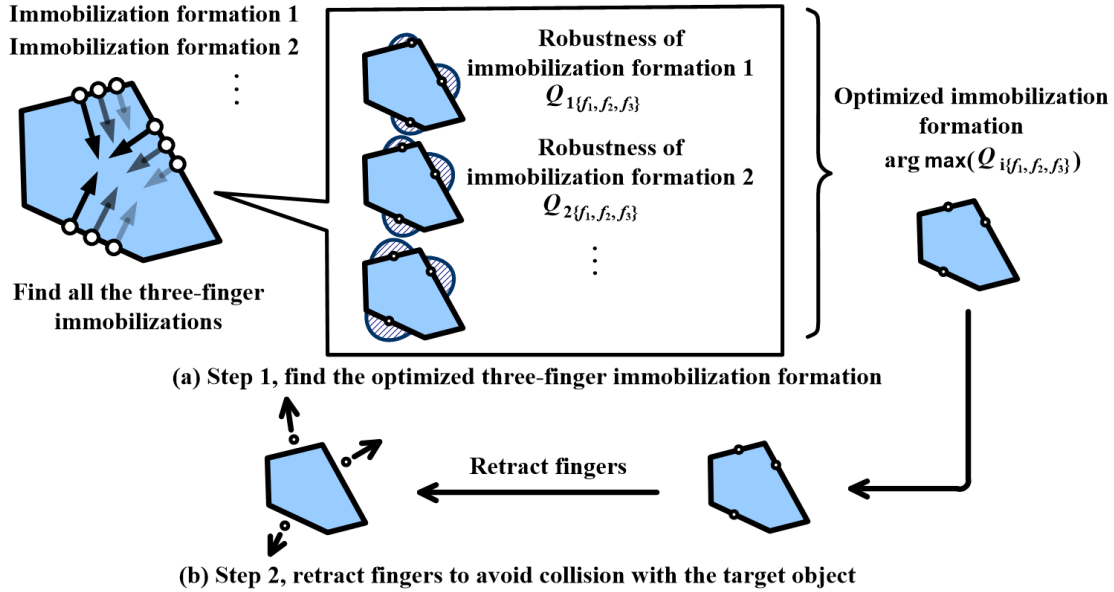 Immobilization formation 1
Immobilization formation 2
⋮
Find all the three-finger
immobilizations
Robustness of
immobilization formation 1
Q1{f1, f2, f3}
Robustness of
immobilization formation 2
Q2{f1, f2, f3}
⋮
Optimized immobilization
formation
arg max(Q i{f1, f2, f3})
(a) Step 1, find the optimized three-finger immobilization formation
Retract fingers
(b) Step 2, retract fingers to avoid collision with the target object